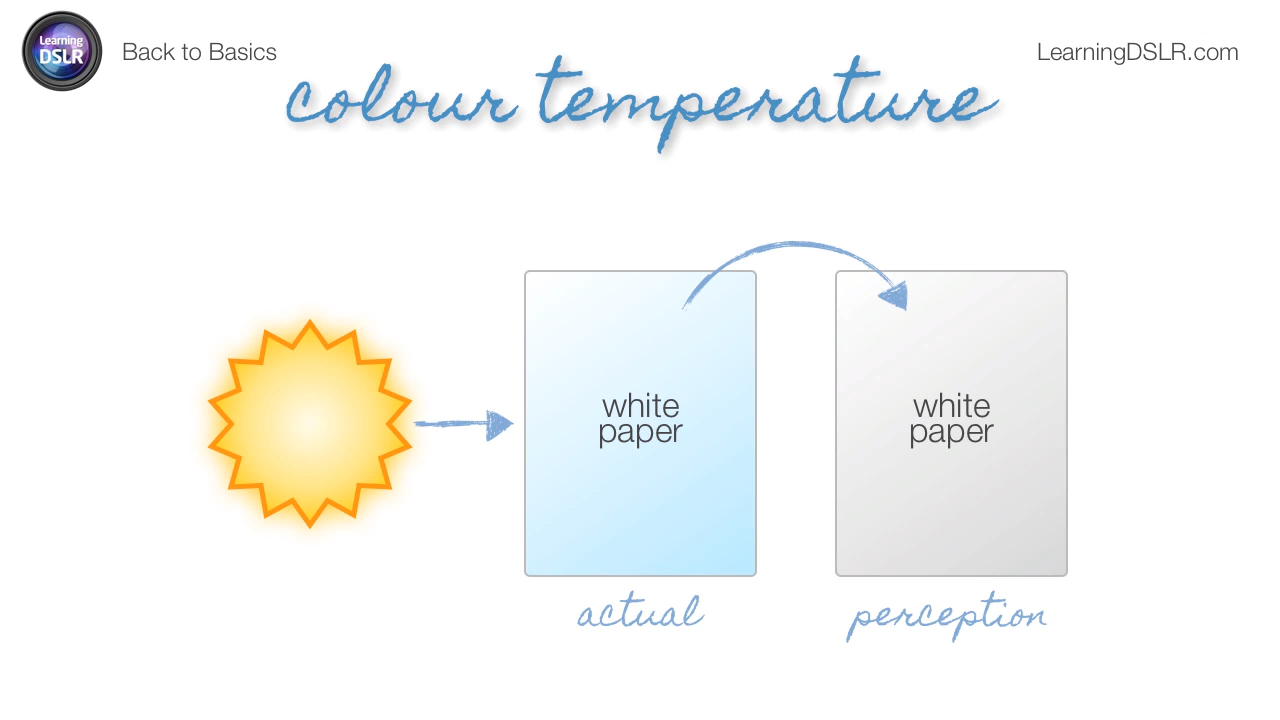 Learning
DSLR
Back to Basics
LearningDSLR.com
colour temperature
white
paper
white
paper
actual
perception